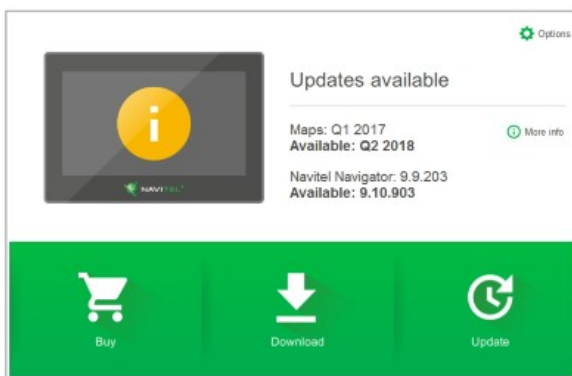 Options
Updates available
Maps: Q1 2017
Available: Q2 2018
More info
Navitel Navigator: 9.9.203
Available: 9.10.903
NAVITEL
Buy
Download
Update